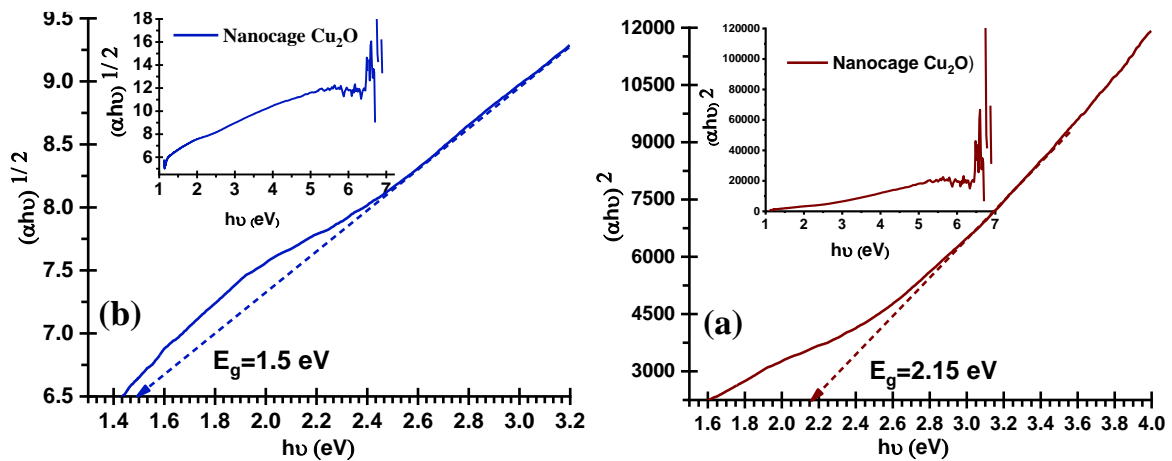 9.5
9.0
8.5
8.0
7.5
7.0
6.5
(αhυ) 1/2
1.4 1.6 1.8 2.0 2.2 2.4 2.6 2.8 3.0 3.2
hυ (eV)
(b)
E_g=1.5 eV
18
16
14
12
10
8
6
(αhυ) 1/2
Nanocage Cu₂O
1 2 3 4 5 6 7
hυ (eV)
12000
10500
9000
7500
6000
4500
3000
(αhυ) 2
1.6 1.8 2.0 2.2 2.4 2.6 2.8 3.0 3.2 3.4 3.6 3.8 4.0
hυ (eV)
(a)
E_g=2.15 eV
120000
100000
80000
60000
40000
20000
0
(αhυ) 2
Nanocage Cu₂O)
1 2 3 4 5 6 7
hυ (eV)